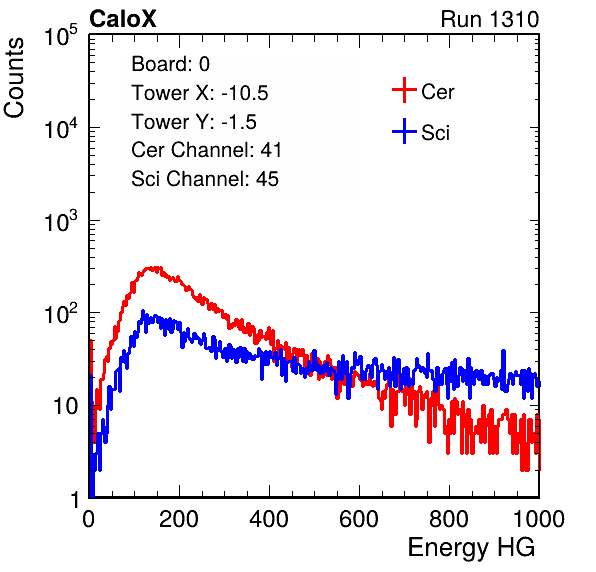 CaloX Run 1310
Counts
10^5
10^4
10^3
10^2
10
1
Board: 0
Tower X: -10.5
Tower Y: -1.5
Cer Channel: 41
Sci Channel: 45
Cer
Sci
0 200 400 600 800 1000
Energy HG